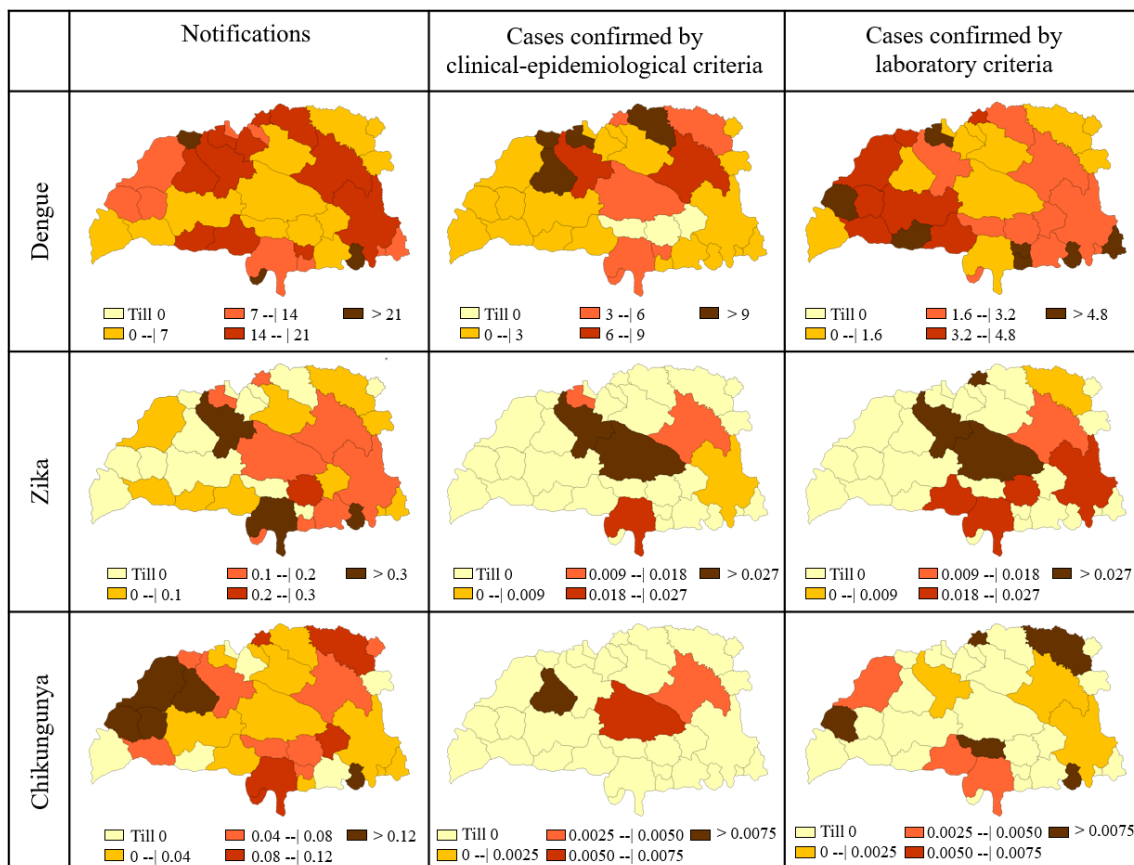 Notifications
Cases confirmed by
clinical-epidemiological criteria
Cases confirmed by
laboratory criteria
Dengue
Till 0
7 --| 14
> 21
0 --| 7
14 --| 21
Till 0
3 --| 6
> 9
0 --| 3
6 --| 9
Till 0
1.6 --| 3.2
> 4.8
0 --| 1.6
3.2 --| 4.8
Zika
Till 0
0.1 --| 0.2
> 0.3
0 --| 0.1
0.2 --| 0.3
Till 0
0.009 --| 0.018
> 0.027
0 --| 0.009
0.018 --| 0.027
Till 0
0.009 --| 0.018
> 0.027
0 --| 0.009
0.018 --| 0.027
Chikungunya
Till 0
0.04 --| 0.08
> 0.12
0 --| 0.04
0.08 --| 0.12
Till 0
0.0025 --| 0.0050
> 0.0075
0 --| 0.0025
0.0050 --| 0.0075
Till 0
0.0025 --| 0.0050
> 0.0075
0 --| 0.0025
0.0050 --| 0.0075